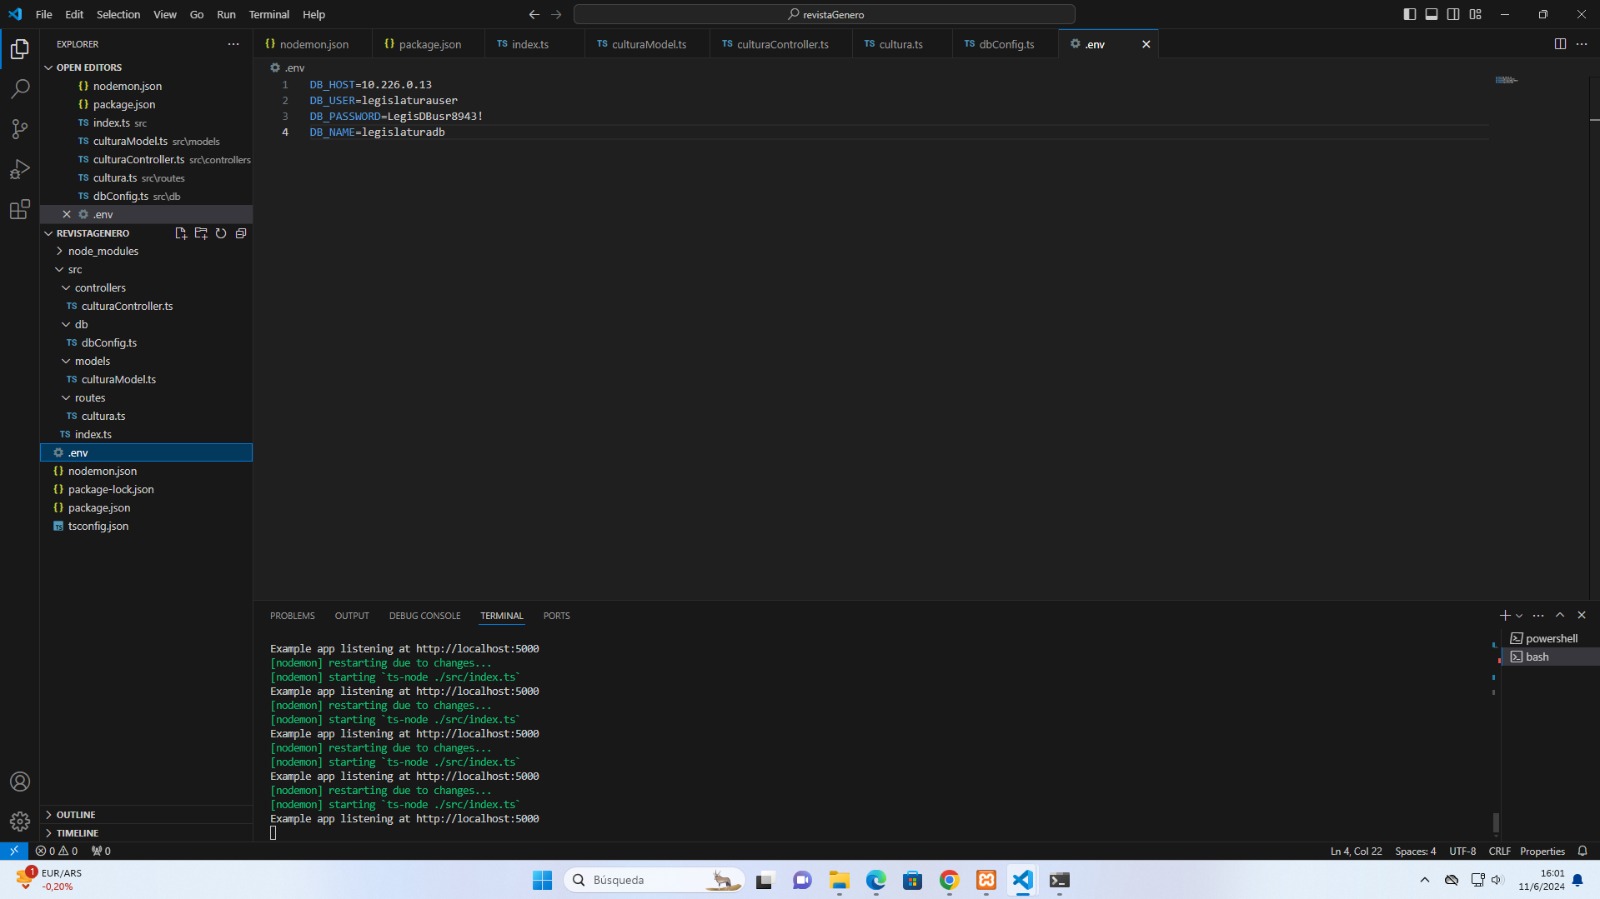 File Edit Selection View Go Run Terminal Help
revistaGenero
EXPLORER
nodemon.json
package.json
TS index.ts
TS culturaModel.ts
TS culturaController.ts
TS cultura.ts
TS dbConfig.ts
.env
OPEN EDITORS
{} nodemon.json
{} package.json
TS index.ts src
TS culturaModel.ts src\models
TS culturaController.ts src\controllers
TS cultura.ts src\routes
TS dbConfig.ts src\db
.env
REVISTAGENERO
node_modules
src
controllers
TS culturaController.ts
db
TS dbConfig.ts
models
TS culturaModel.ts
routes
TS cultura.ts
TS index.ts
.env
{} nodemon.json
{} package-lock.json
{} package.json
tsconfig.json
OUTLINE
TIMELINE
.env
1 DB_HOST=10.226.0.13
2 DB_USER=legislaturauser
3 DB_PASSWORD=LegisDBusr8943!
4 DB_NAME=legislaturadb
PROBLEMS OUTPUT DEBUG CONSOLE TERMINAL PORTS
powershell
bash
Example app listening at http://localhost:5000
[nodemon] restarting due to changes...
[nodemon] starting `ts-node ./src/index.ts`
Example app listening at http://localhost:5000
[nodemon] restarting due to changes...
[nodemon] starting `ts-node ./src/index.ts`
Example app listening at http://localhost:5000
[nodemon] restarting due to changes...
[nodemon] starting `ts-node ./src/index.ts`
Example app listening at http://localhost:5000
[nodemon] restarting due to changes...
[nodemon] starting `ts-node ./src/index.ts`
Example app listening at http://localhost:5000
0 0 0
Ln 4, Col 22 Spaces: 4 UTF-8 CRLF Properties
1
EUR/ARS
-0,20%
Búsqueda
16:01
11/6/2024